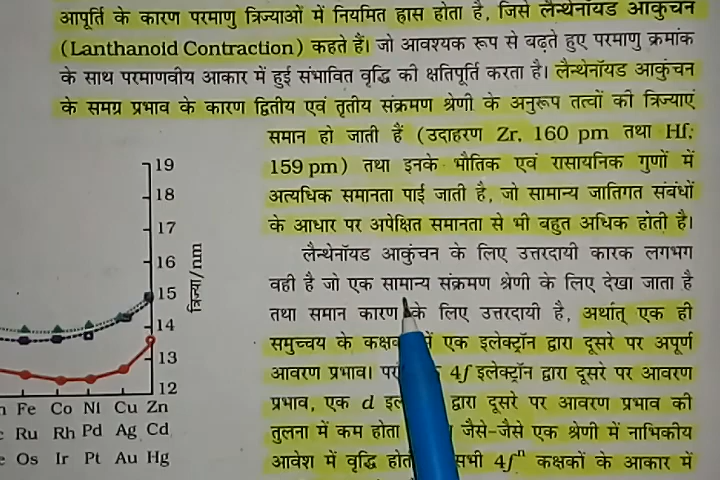 आपूर्ति के कारण परमाणु त्रिज्याओं में नियमित ह्रास होता है, जिसे लैन्थेनॉयड आकुंचन
(Lanthanoid Contraction) कहते हैं। जो आवश्यक रूप से बढ़ते हुए परमाणु क्रमांक
के साथ परमाणवीय आकार में हुई संभावित वृद्धि की क्षतिपूर्ति करता है। लैन्थेनॉयड आकुंचन
के समग्र प्रभाव के कारण द्वितीय एवं तृतीय संक्रमण श्रेणी के अनुरूप तत्वों की त्रिज्याएं
समान हो जाती हैं (उदाहरण Zr, 160 pm तथा Hf,
159 pm) तथा इनके भौतिक एवं रासायनिक गुणों में
अत्यधिक समानता पाई जाती है, जो सामान्य जातिगत संबंधों
के आधार पर अपेक्षित समानता से भी बहुत अधिक होती है।
लैन्थेनॉयड आकुंचन के लिए उत्तरदायी कारक लगभग
वही है जो एक सामान्य संक्रमण श्रेणी के लिए देखा जाता है
तथा समान कारण के लिए उत्तरदायी है, अर्थात् एक ही
समुच्चय के एक इलेक्ट्रॉन द्वारा दूसरे पर अपूर्ण
आवरण प्रभाव। 4f इलेक्ट्रॉन द्वारा दूसरे पर आवरण
प्रभाव, एक d द्वारा दूसरे पर आवरण प्रभाव की
तुलना में कम होता जैसे-जैसे एक श्रेणी में नाभिकीय
आवेश में वृद्धि सभी 4fⁿ कक्षकों के आकार में
19
18
17
16
15
14
13
12
त्रिज्या/nm
Fe Co Ni Cu Zn
Ru Rh Pd Ag Cd
Os Ir Pt Au Hg